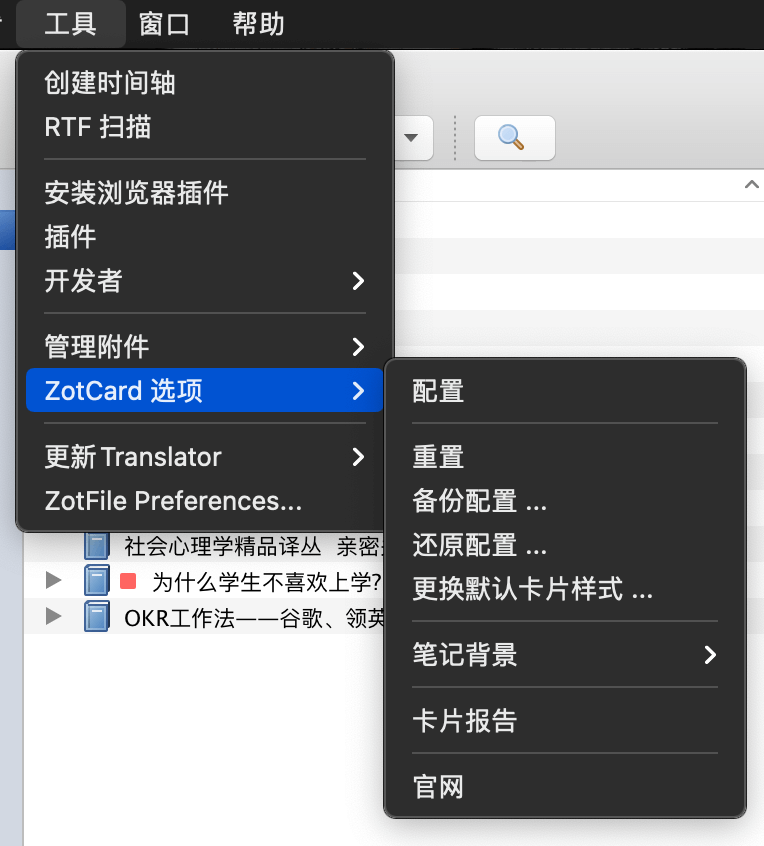 工具 窗口 帮助
创建时间轴
RTF 扫描
安装浏览器插件
插件
开发者
管理附件
ZotCard 选项
更新 Translator
ZotFile Preferences...
配置
重置
备份配置 ...
还原配置 ...
更换默认卡片样式 ...
笔记背景
卡片报告
官网
社会心理学精品译丛 亲密
为什么学生不喜欢上学?
OKR工作法——谷歌、领英